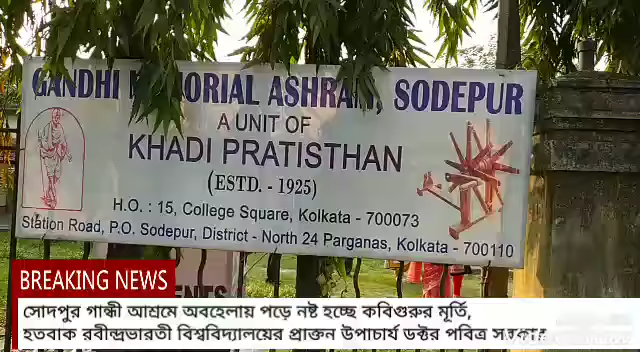 GANDHI MEMORIAL ASHRAM, SODEPUR
A UNIT OF
KHADI PRATISTHAN
(ESTD. - 1925)
H.O. : 15, College Square, Kolkata - 700073
Station Road, P.O. Sodepur, District - North 24 Parganas, Kolkata - 700110
BREAKING NEWS
সোদপুর গান্ধী আশ্রমে অবহেলায় পড়ে নষ্ট হচ্ছে কবিগুরুর মূর্তি,
হতবাক রবীন্দ্রভারতী বিশ্ববিদ্যালয়ের প্রাক্তন উপাচার্য ডক্টর পবিত্র সরকার